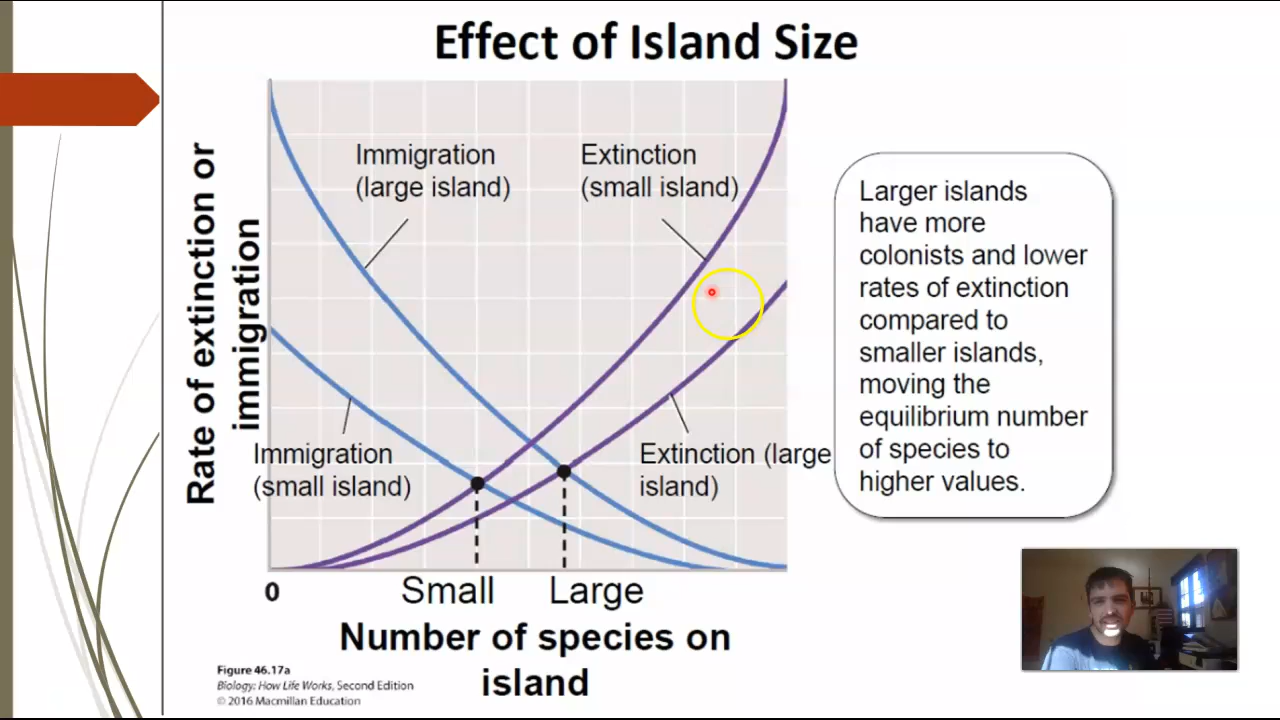 Effect of Island Size
Rate of extinction or
immigration
Immigration
(large island)
Extinction
(small island)
Immigration
(small island)
Extinction (large
island)
0
Small
Large
Number of species on
island
Larger islands
have more
colonists and lower
rates of extinction
compared to
smaller islands,
moving the
equilibrium number
of species to
higher values.
Figure 46.17a
Biology: How Life Works, Second Edition
© 2016 Macmillan Education